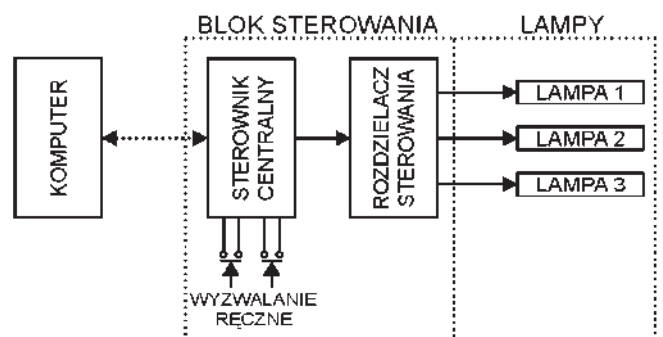 BLOK STEROWANIA
LAMPY
KOMPUTER
STEROWNIK
CENTRALNY
ROZDZIELACZ
STEROWANIA
LAMPA 1
LAMPA 2
LAMPA 3
WYZWALANIE
RĘCZNE